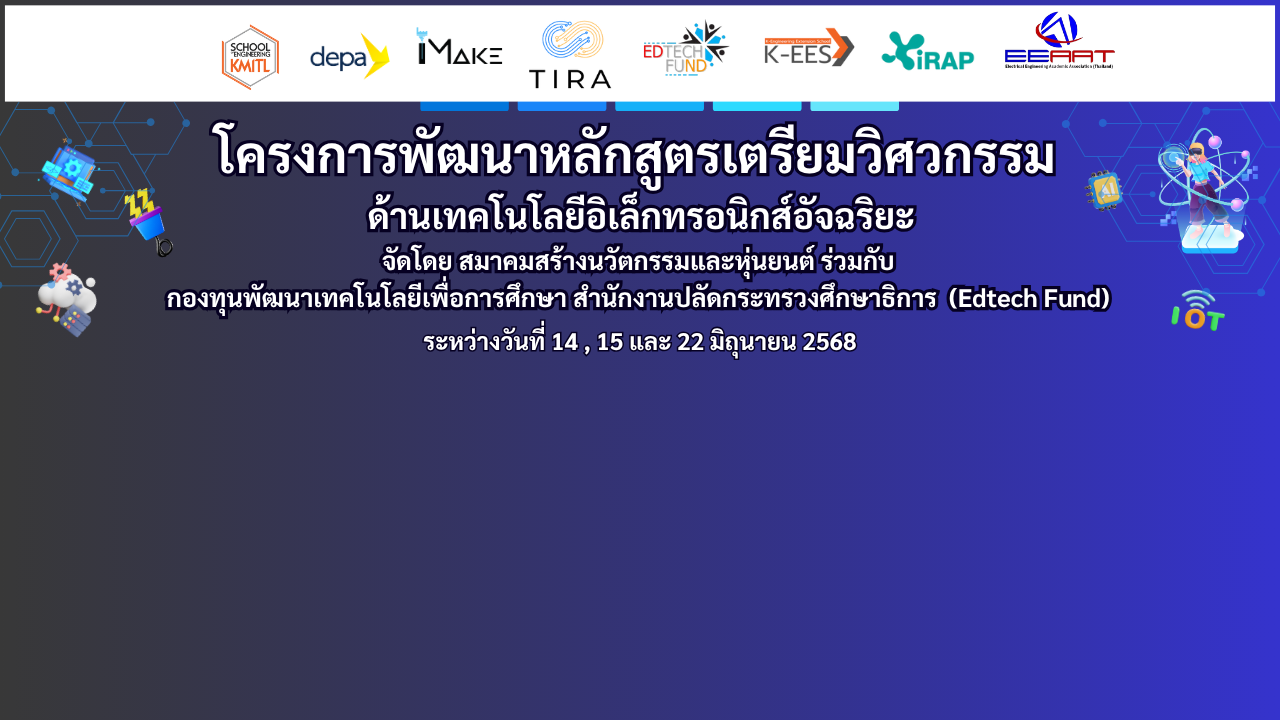 SCHOOL OF ENGINEERING KMITL
depa
iMAKE
TIRA
EDTECH FUND
K-Engineering Extension School
K-EES
iRAP
EEAAT
Electrical Engineering Academic Association (Thailand)
โครงการพัฒนาหลักสูตรเตรียมวิศวกรรม
ด้านเทคโนโลยีอิเล็กทรอนิกส์อัจฉริยะ
จัดโดย สมาคมสร้างนวัตกรรมและหุ่นยนต์ ร่วมกับ
กองทุนพัฒนาเทคโนโลยีเพื่อการศึกษา สำนักงานปลัดกระทรวงศึกษาธิการ (Edtech Fund)
ระหว่างวันที่ 14 , 15 และ 22 มิถุนายน 2568
IOT